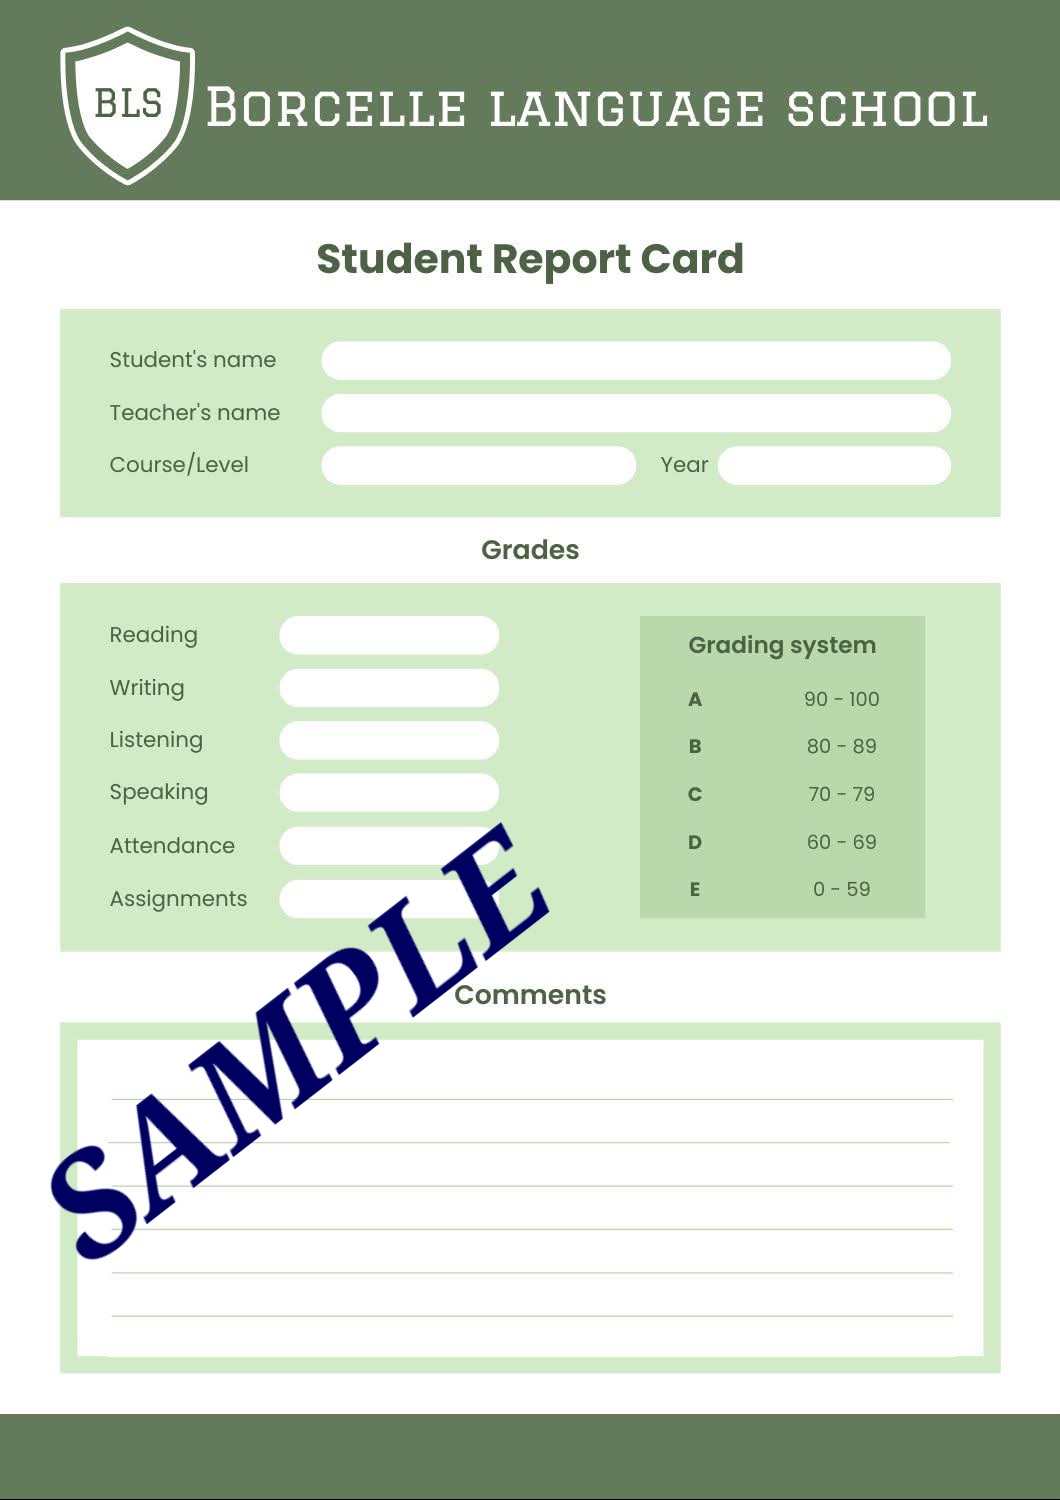 BLS
BORCELLE LANGUAGE SCHOOL
Student Report Card
Student's name
Teacher's name
Course/Level Year
Grades
Reading
Writing
Listening
Speaking
Attendance
Assignments
Grading system
A 90 - 100
B 80 - 89
C 70 - 79
D 60 - 69
E 0 - 59
SAMPLE
Comments